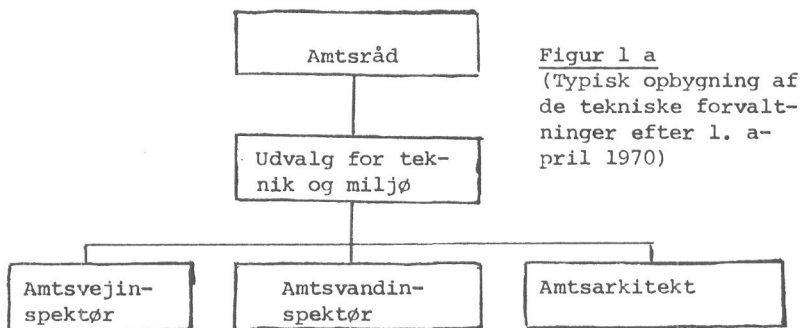 Amtsråd
Figur 1 a
(Typisk opbygning af
de tekniske forvalt-
ninger efter 1. a-
pril 1970)
Udvalg for tek-
nik og miljø
Amtsvejin-
spektør
Amtsvandin-
spektør
Amtsarkitekt